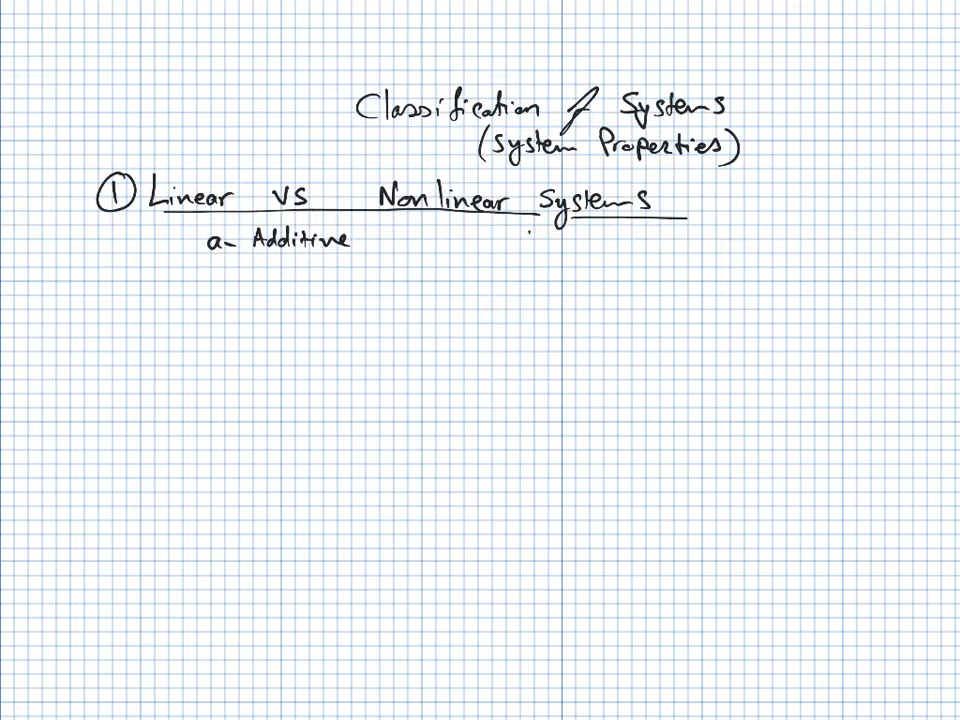 Classification of Systems
(System Properties)
① Linear vs Nonlinear Systems
a- Additive